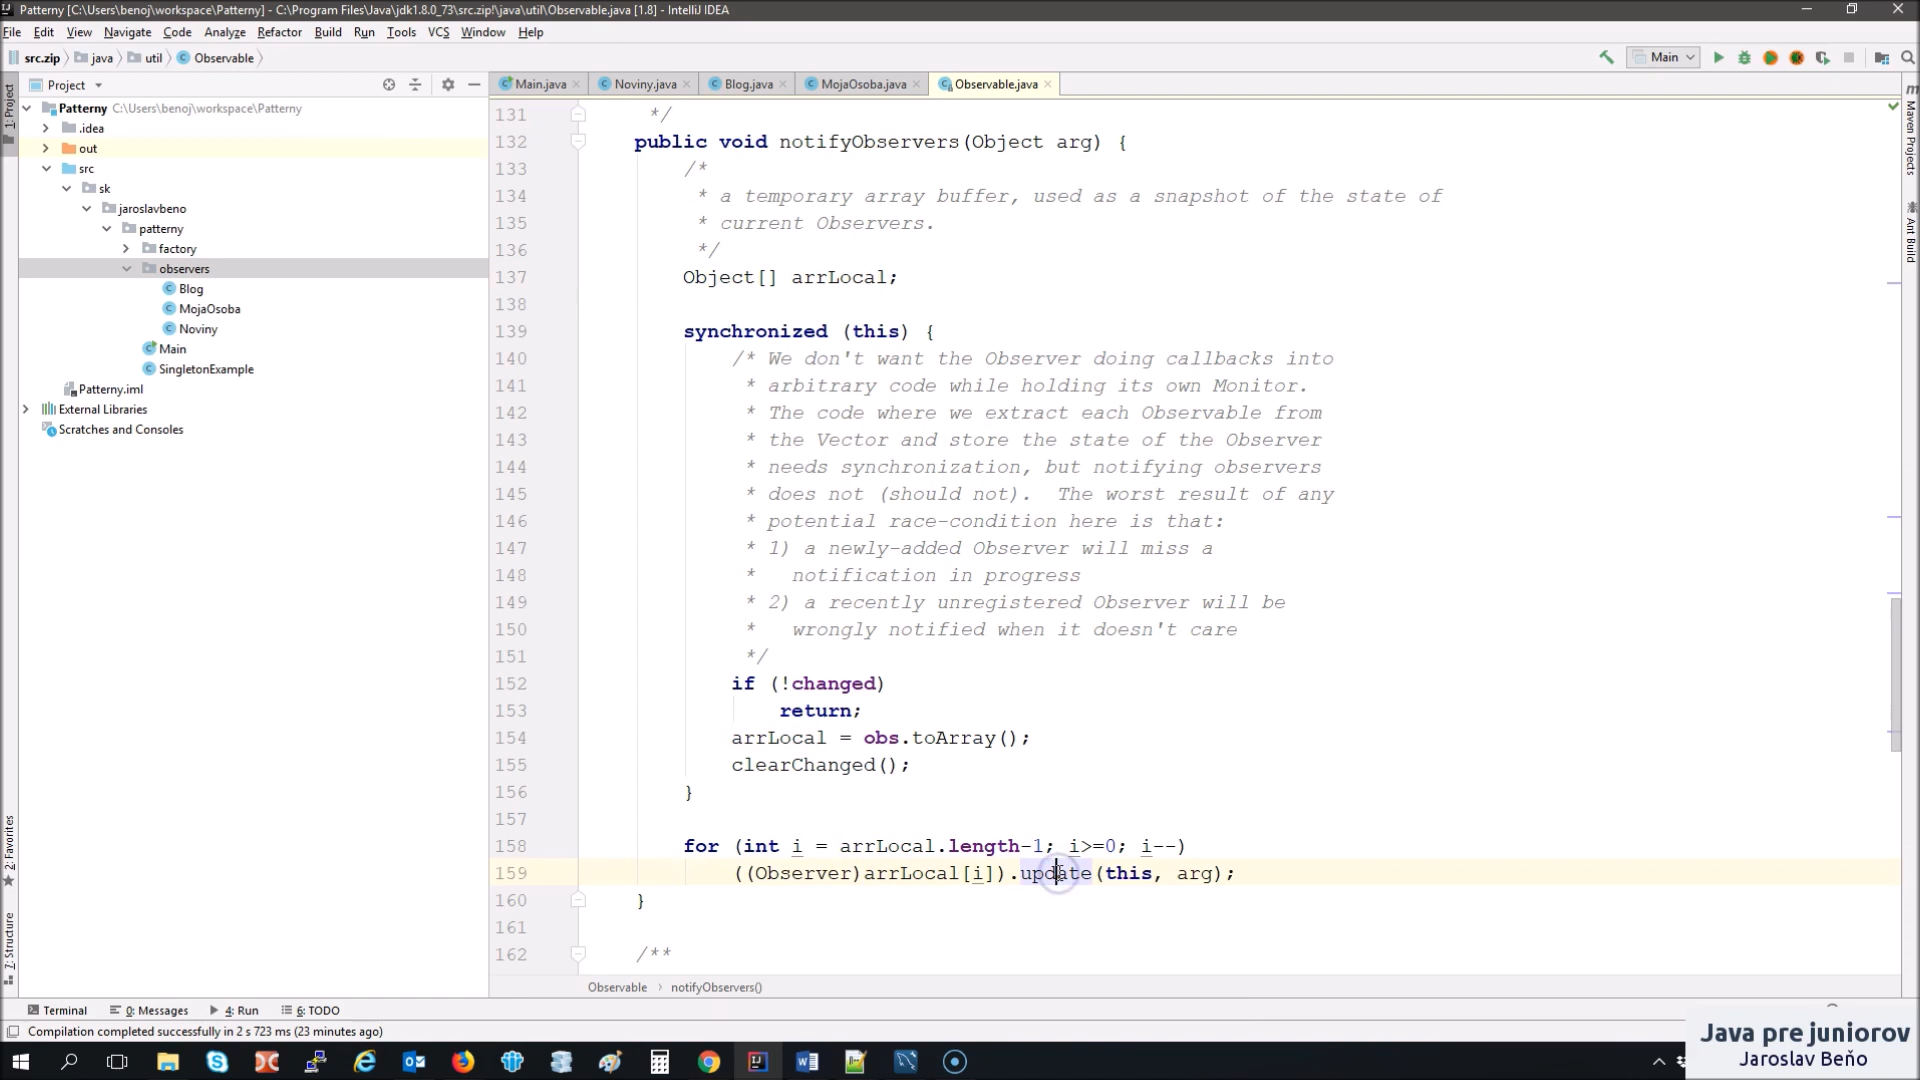 Patterny [C:\Users\benoj\workspace\Patterny] - C:\Program Files\Java\jdk1.8.0_73\src.zip!\java\util\Observable.java [1.8] - IntelliJ IDEA
File Edit View Navigate Code Analyze Refactor Build Run Tools VCS Window Help
src.zip java util Observable Main
Project Main.java Noviny.java Blog.java MojaOsoba.java Observable.java
1: Project
Maven Projects
Ant Build
2: Favorites
7: Structure
Patterny C:\Users\benoj\workspace\Patterny
.idea
out
src
sk
jaroslavbeno
patterny
factory
observers
Blog
MojaOsoba
Noviny
Main
SingletonExample
Patterny.iml
External Libraries
Scratches and Consoles
131 */
132 public void notifyObservers(Object arg) {
133 /*
134 * a temporary array buffer, used as a snapshot of the state of
135 * current Observers.
136 */
137 Object[] arrLocal;
138
139 synchronized (this) {
140 /* We don't want the Observer doing callbacks into
141 * arbitrary code while holding its own Monitor.
142 * The code where we extract each Observable from
143 * the Vector and store the state of the Observer
144 * needs synchronization, but notifying observers
145 * does not (should not).  The worst result of any
146 * potential race-condition here is that:
147 * 1) a newly-added Observer will miss a
148 *   notification in progress
149 * 2) a recently unregistered Observer will be
150 *   wrongly notified when it doesn't care
151 */
152 if (!changed)
153 return;
154 arrLocal = obs.toArray();
155 clearChanged();
156 }
157
158 for (int i = arrLocal.length-1; i>=0; i--)
159 ((Observer)arrLocal[i]).update(this, arg);
160 }
161
162 /**
Observable › notifyObservers()
Terminal 0: Messages 4: Run 6: TODO
Compilation completed successfully in 2 s 723 ms (23 minutes ago)
Java pre juniorov
Jaroslav Beňo